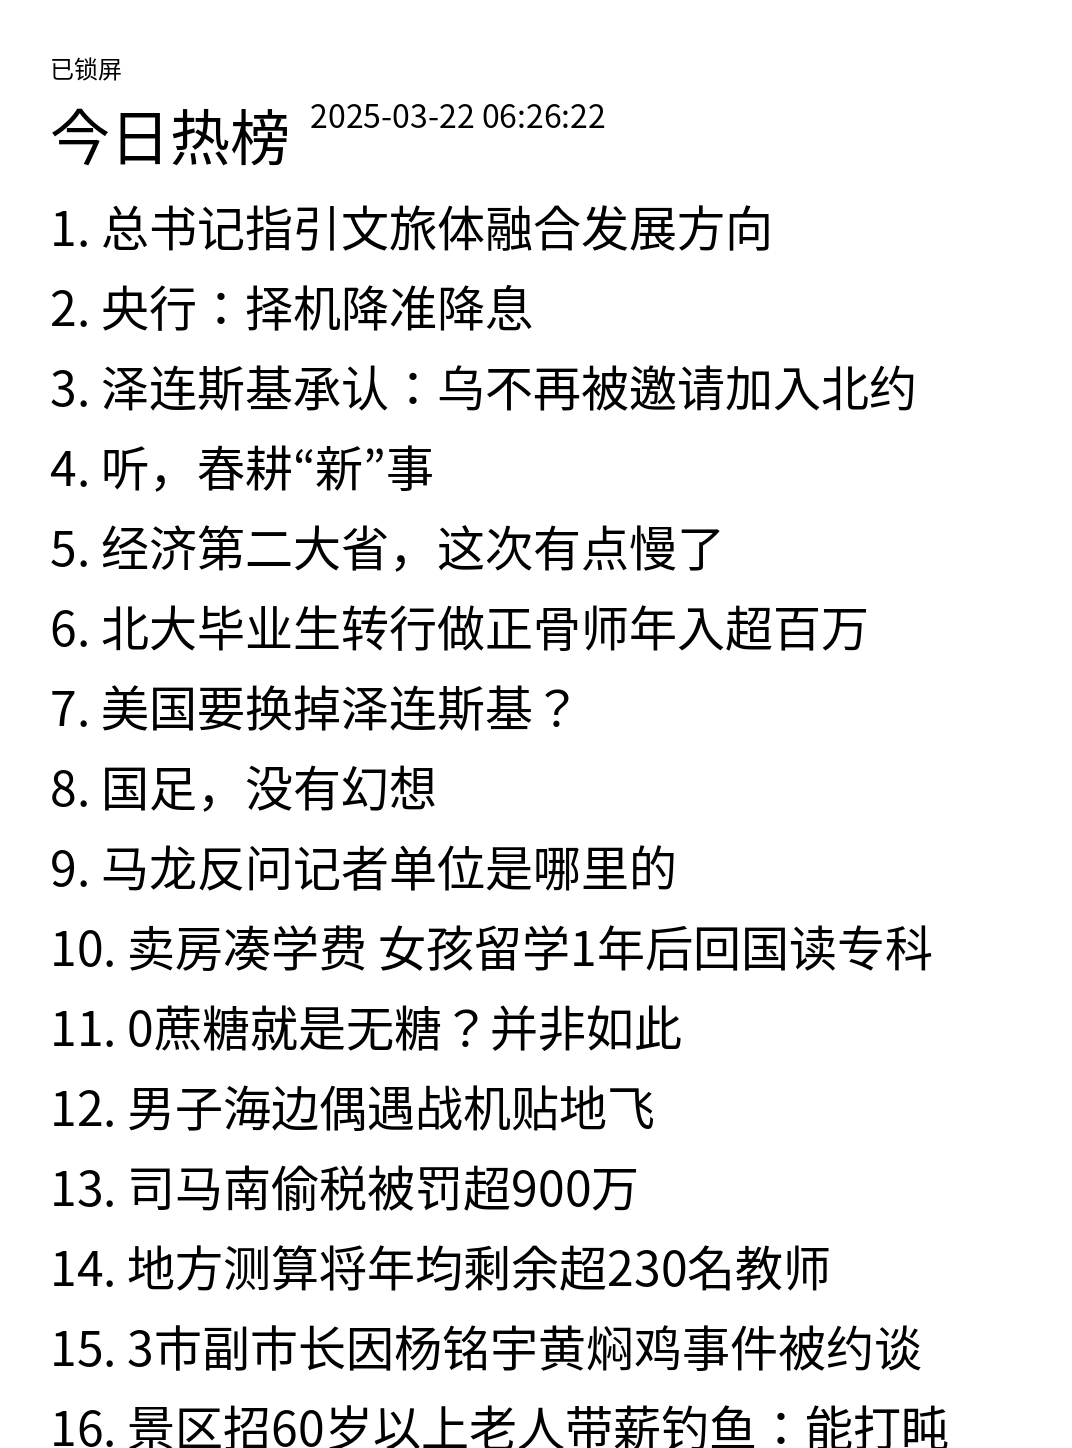 已锁屏
今日热榜 2025-03-22 06:26:22
1. 总书记指引文旅体融合发展方向
2. 央行：择机降准降息
3. 泽连斯基承认：乌不再被邀请加入北约
4. 听，春耕“新”事
5. 经济第二大省，这次有点慢了
6. 北大毕业生转行做正骨师年入超百万
7. 美国要换掉泽连斯基？
8. 国足，没有幻想
9. 马龙反问记者单位是哪里的
10. 卖房凑学费 女孩留学1年后回国读专科
11. 0蔗糖就是无糖？并非如此
12. 男子海边偶遇战机贴地飞
13. 司马南偷税被罚超900万
14. 地方测算将年均剩余超230名教师
15. 3市副市长因杨铭宇黄焖鸡事件被约谈
16. 景区招60岁以上老人带薪钓鱼：能打盹